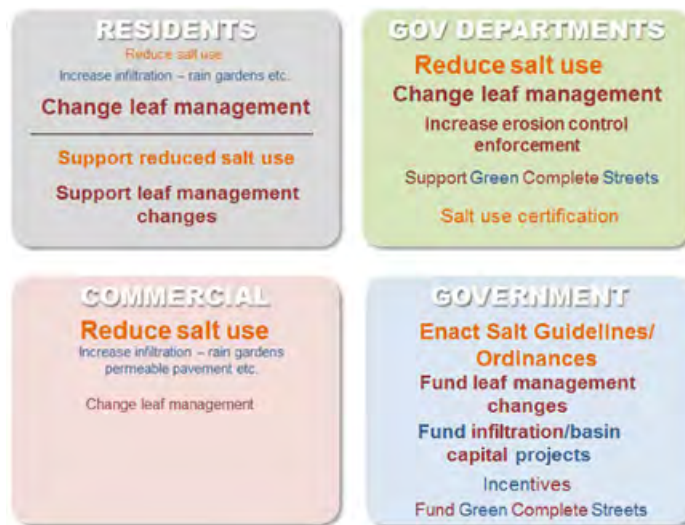 RESIDENTS
Reduce salt use
Increase infiltration – rain gardens etc.
Change leaf management
Support reduced salt use
Support leaf management
changes
GOV DEPARTMENTS
Reduce salt use
Change leaf management
Increase erosion control
enforcement
Support Green Complete Streets
Salt use certification
COMMERCIAL
Reduce salt use
Increase infiltration – rain gardens
permeable pavement etc.
Change leaf management
GOVERNMENT
Enact Salt Guidelines/
Ordinances
Fund leaf management
changes
Fund infiltration/basin
capital projects
Incentives
Fund Green Complete Streets